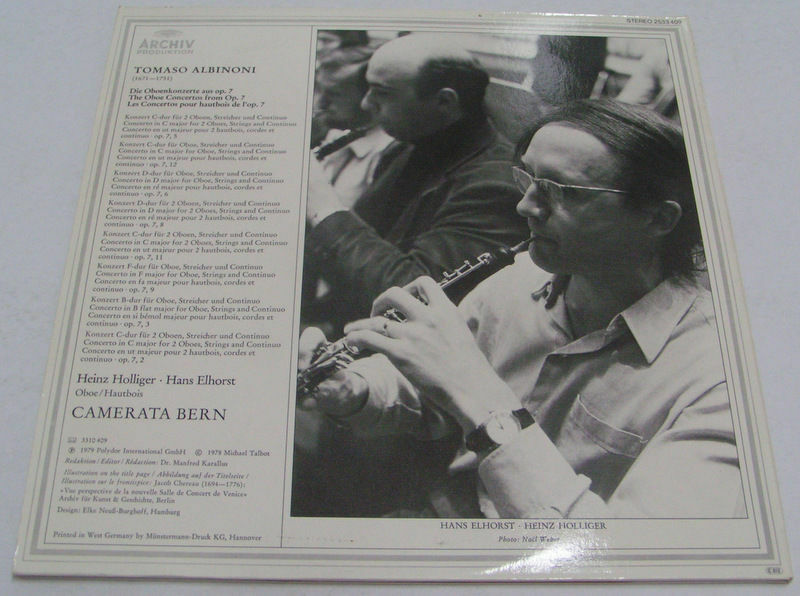 STEREO 2533 409
ARCHIV
PRODUKTION
TOMASO ALBINONI
(1671—1751)
Die Oboenkonzerte aus op. 7
The Oboe Concertos from Op. 7
Les Concertos pour hautbois de l'op. 7
Konzert C-dur für 2 Oboen, Streicher und Continuo
Concerto in C major for 2 Oboes, Strings and Continuo
Concerto en ut majeur pour 2 hautbois, cordes et
continuo · op. 7, 5
Konzert C-dur für Oboe, Streicher und Continuo
Concerto in C major for Oboe, Strings and Continuo
Concerto en ut majeur pour hautbois, cordes et
continuo · op. 7, 12
Konzert D-dur für Oboe, Streicher und Continuo
Concerto in D major for Oboe, Strings and Continuo
Concerto en ré majeur pour hautbois, cordes et
continuo · op. 7, 6
Konzert D-dur für 2 Oboen, Streicher und Continuo
Concerto in D major for 2 Oboes, Strings and Continuo
Concerto en ré majeur pour 2 hautbois, cordes et
continuo · op. 7, 8
Konzert C-dur für 2 Oboen, Streicher und Continuo
Concerto in C major for 2 Oboes, Strings and Continuo
Concerto en ut majeur pour 2 hautbois, cordes et
continuo · op. 7, 11
Konzert F-dur für Oboe, Streicher und Continuo
Concerto in F major for Oboe, Strings and Continuo
Concerto en fa majeur pour hautbois, cordes et
continuo · op. 7, 9
Konzert B-dur für Oboe, Streicher und Continuo
Concerto in B flat major for Oboe, Strings and Continuo
Concerto en si bémol majeur pour hautbois, cordes et
continuo · op. 7, 3
Konzert C-dur für 2 Oboen, Streicher und Continuo
Concerto in C major for 2 Oboes, Strings and Continuo
Concerto en ut majeur pour 2 hautbois, cordes et
continuo · op. 7, 2
Heinz Holliger · Hans Elhorst
Oboe/Hautbois
CAMERATA BERN
3310 409
℗ 1979 Polydor International GmbH © 1978 Michael Talbot
Redaktion/Editor/Rédaction: Dr. Manfred Karallus
Illustration on the title page / Abbildung auf der Titelseite /
Illustration sur le frontispice: Jacob Chereau (1694—1776):
»Vue perspective de la nouvelle Salle de Concert de Venice«
Archiv für Kunst & Geschichte, Berlin
Design: Elke Neuß-Burghoff, Hamburg
Printed in West Germany by Münstermann-Druck KG, Hannover
HANS ELHORST · HEINZ HOLLIGER
Photo: